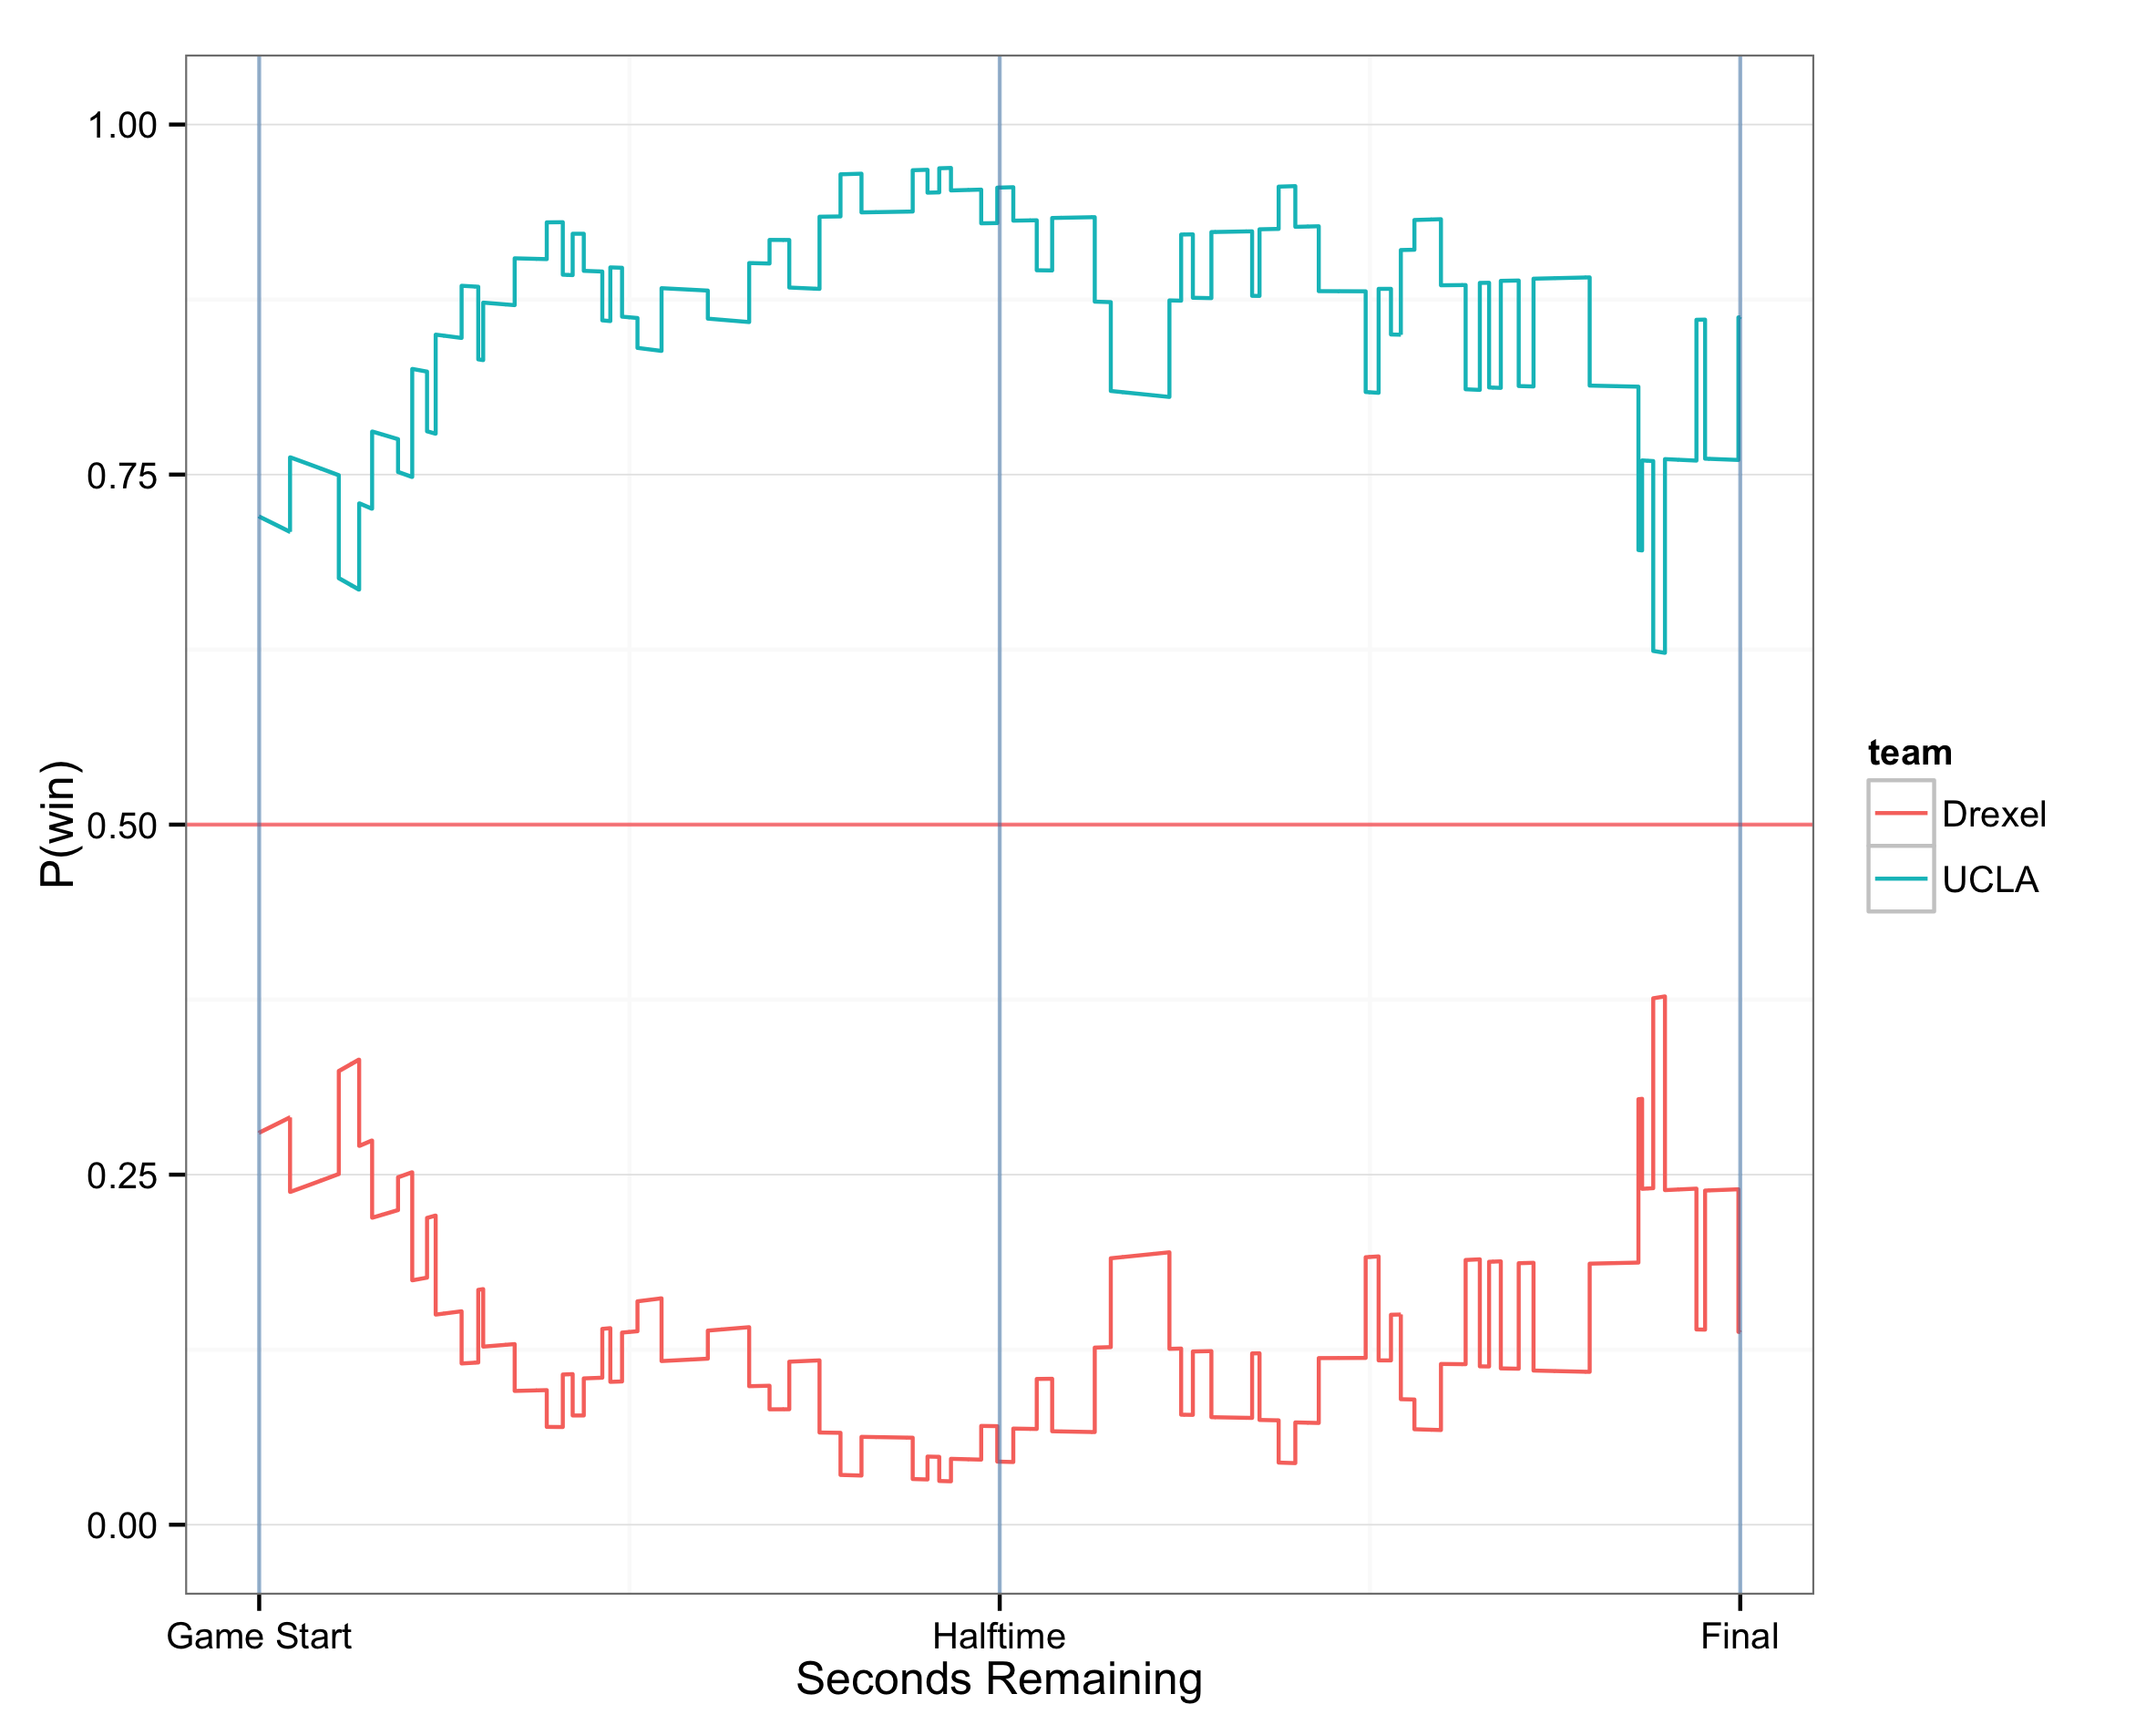 1.00
0.75
0.50
0.25
0.00
P(win)
Game Start
Halftime
Final
Seconds Remaining
team
Drexel
UCLA